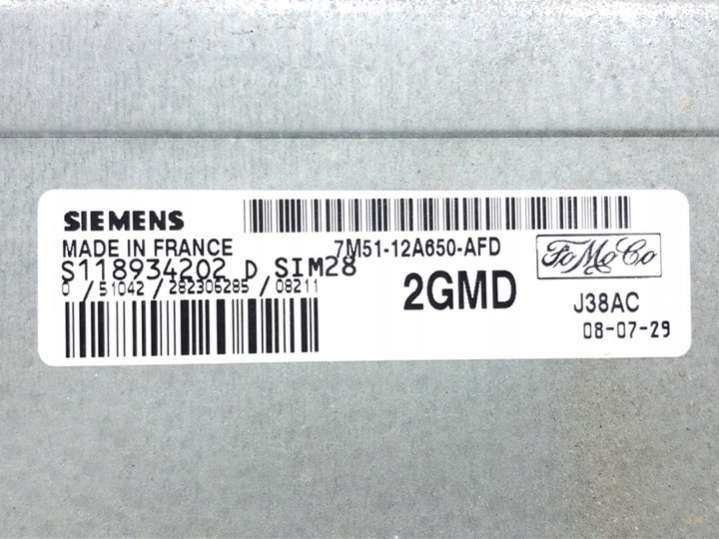 SIEMENS
MADE IN FRANCE 7M51-12A650-AFD FoMoCo
S118934202 D SIM28
0 /51042 /282306285 /08211 2GMD J38AC
08-07-29